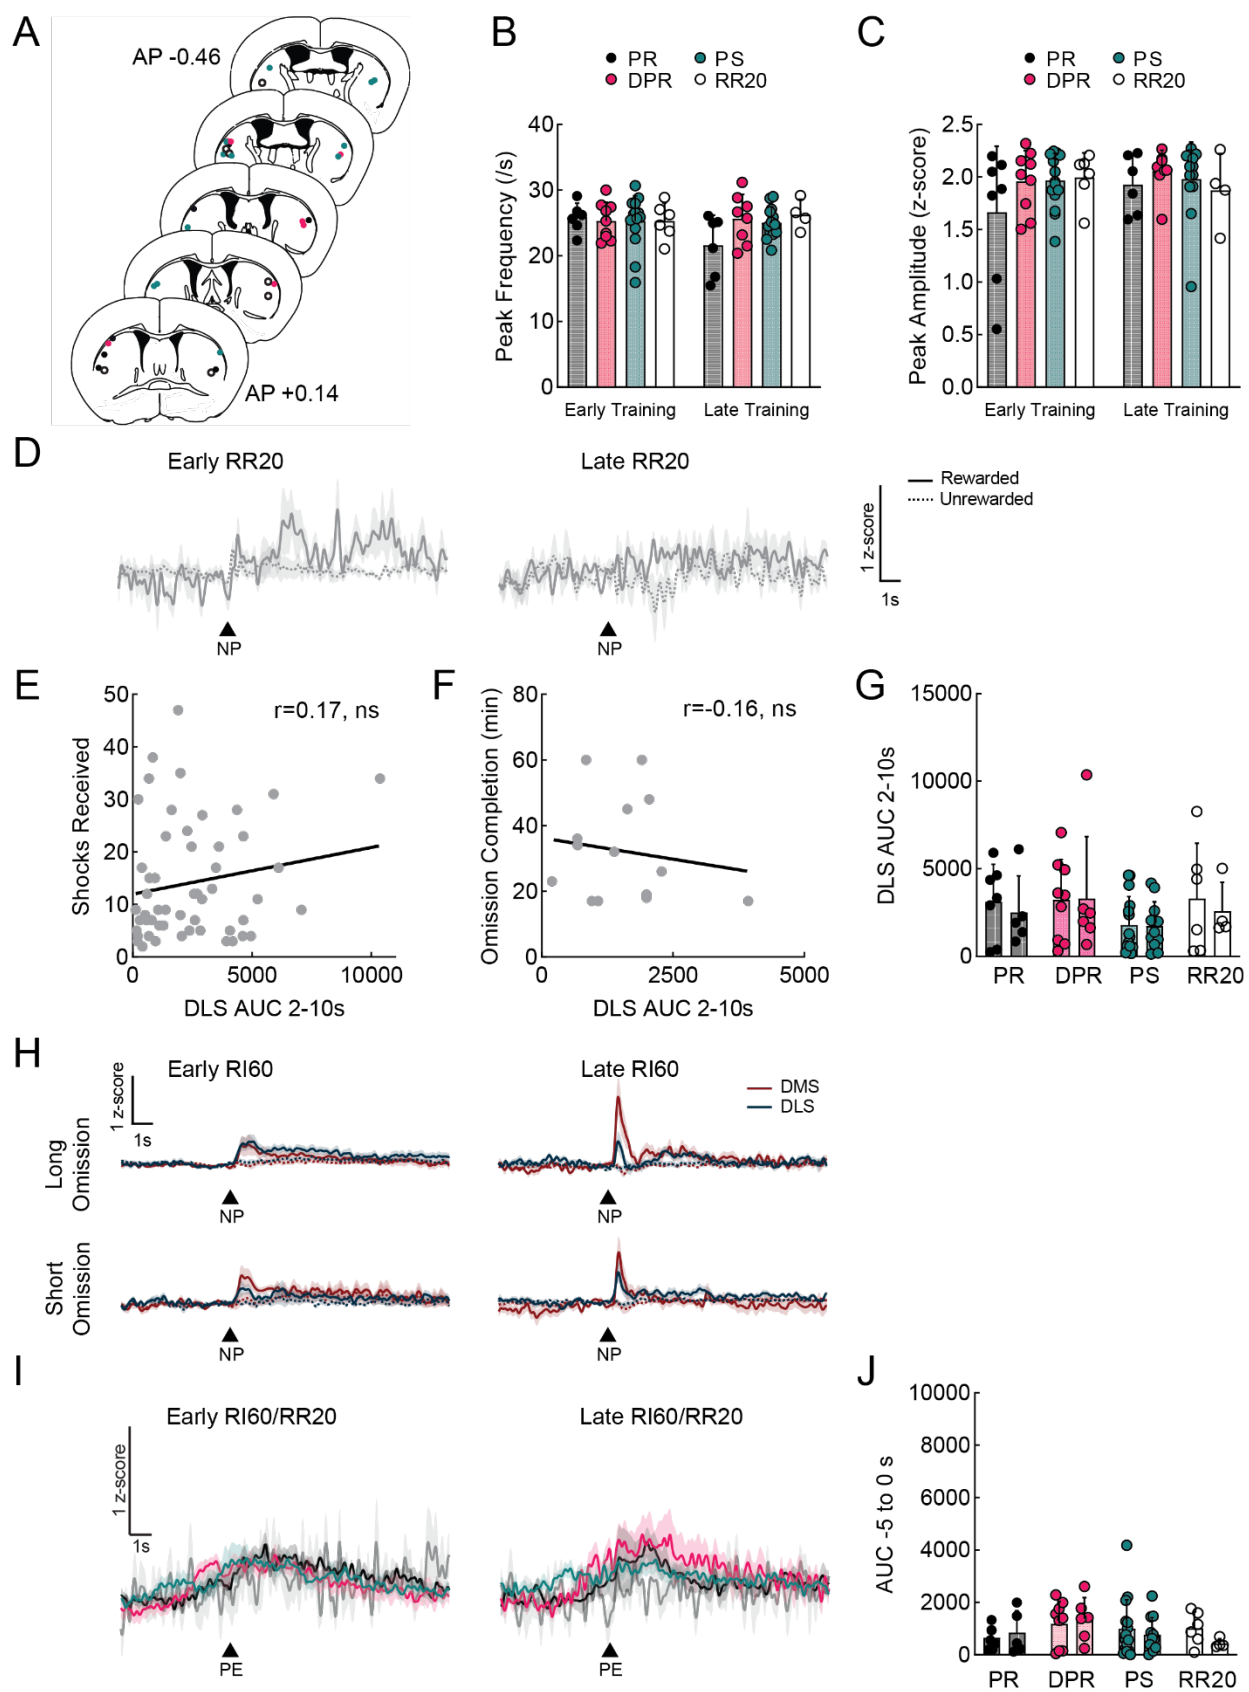 A
AP -0.46
AP +0.14
B
PR
PS
DPR
RR20
Peak Frequency (/s)
40
30
20
10
0
Early Training
Late Training
C
PR
PS
DPR
RR20
Peak Amplitude (z-score)
2.5
2.0
1.5
1.0
0.5
0.0
Early Training
Late Training
D
Early RR20
Late RR20
Rewarded
Unrewarded
1 z-score
1s
NP
NP
E
Shocks Received
50
40
30
20
10
0
r=0.17, ns
0
5000
10000
DLS AUC 2-10s
F
Omission Completion (min)
80
60
40
20
0
r=-0.16, ns
0
2500
5000
DLS AUC 2-10s
G
DLS AUC 2-10s
15000
10000
5000
0
PR
DPR
PS
RR20
H
1 z-score
1s
Early RI60
Late RI60
DMS
DLS
Long
Omission
NP
NP
Short
Omission
NP
NP
I
Early RI60/RR20
Late RI60/RR20
1 z-score
1s
PE
PE
J
AUC -5 to 0 s
10000
8000
6000
4000
2000
0
PR
DPR
PS
RR20